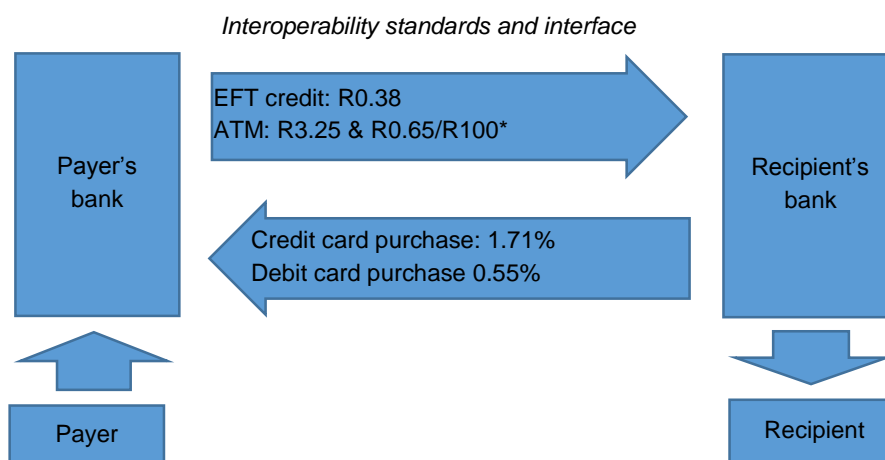 Interoperability standards and interface
EFT credit: R0.38
ATM: R3.25 & R0.65/R100*
Payer’s
bank
Recipient's
bank
Credit card purchase: 1.71%
Debit card purchase 0.55%
Payer
Recipient